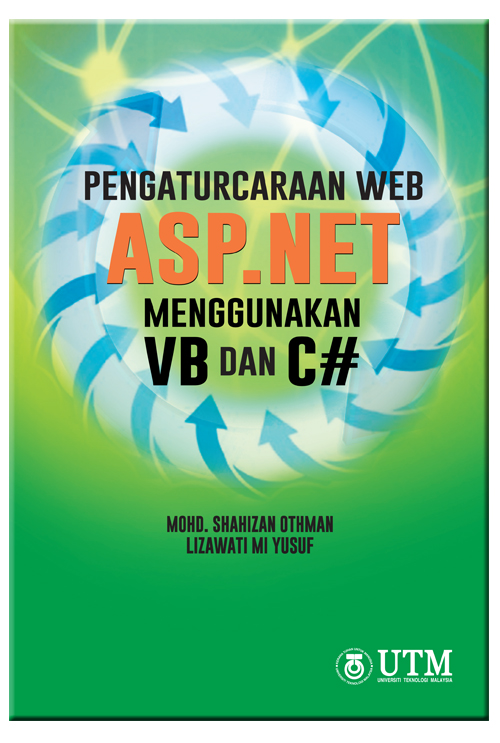 PENGATURCARAAN WEB
ASP.NET
MENGGUNAKAN
VB DAN C#
MOHD. SHAHIZAN OTHMAN
LIZAWATI MI YUSUF
UTM
UNIVERSITI TEKNOLOGI MALAYSIA